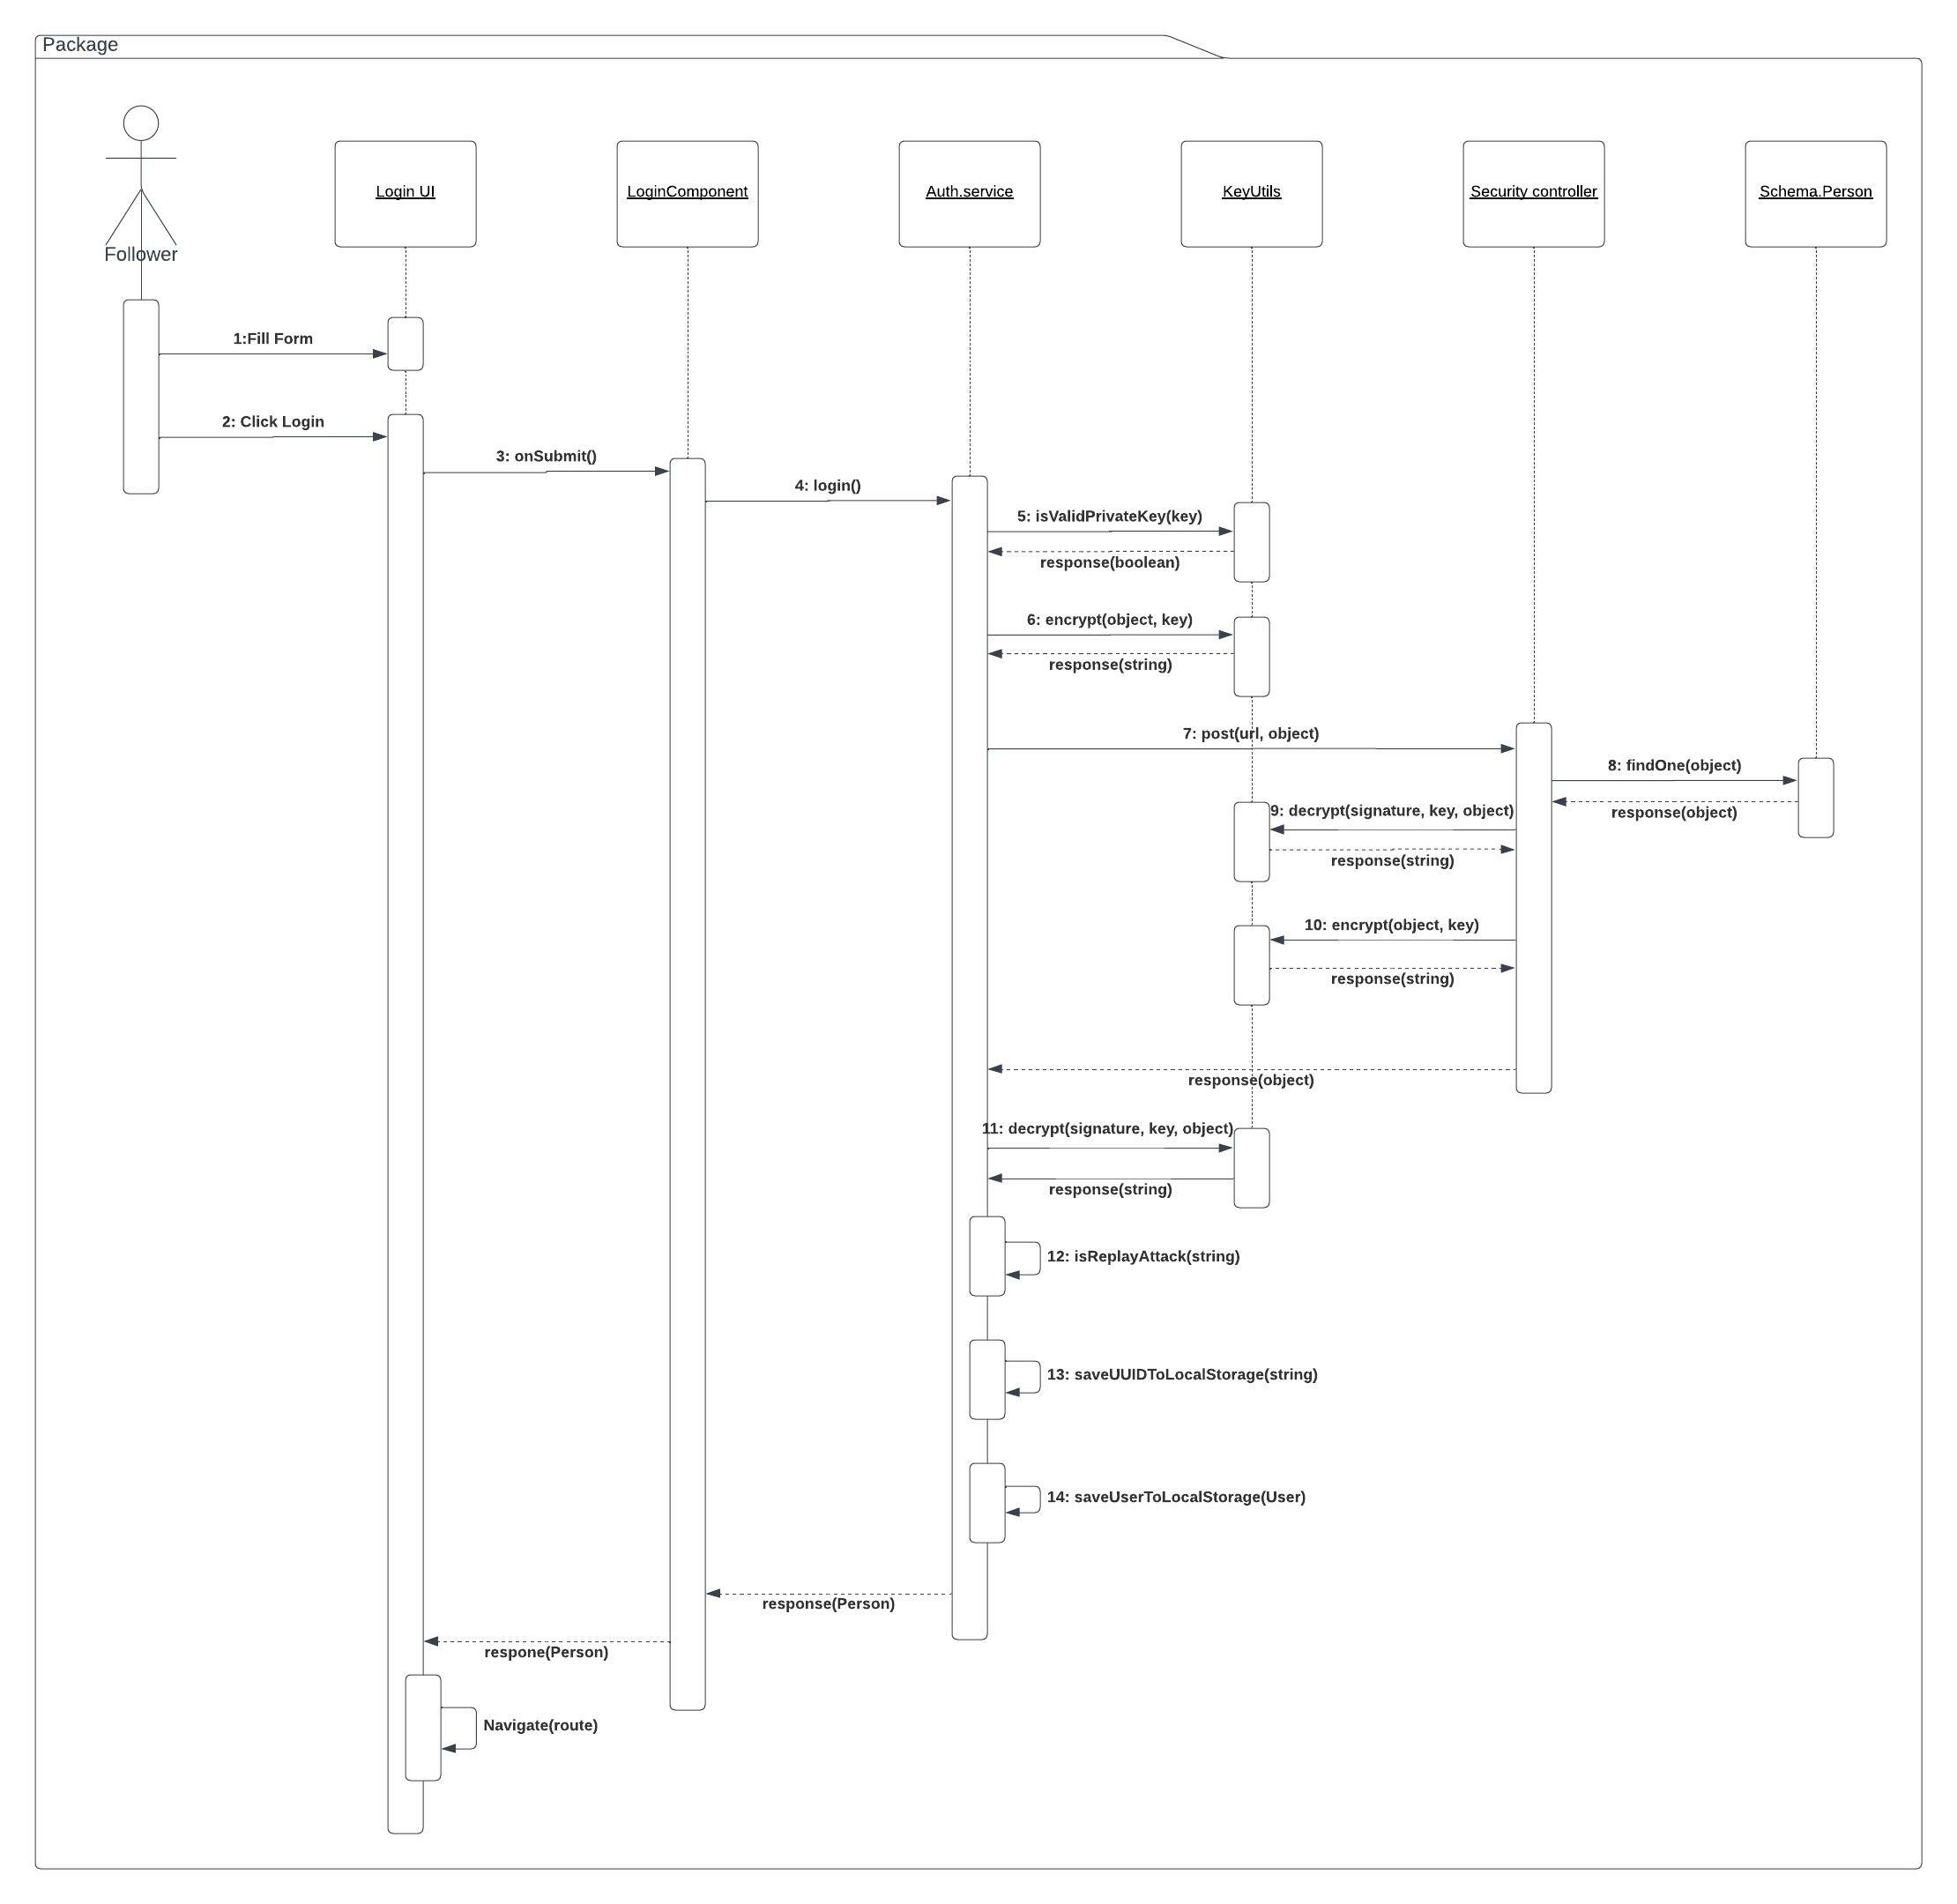 Package
Follower
Login UI
LoginComponent
Auth.service
KeyUtils
Security controller
Schema.Person
1:Fill Form
2: Click Login
3: onSubmit()
4: login()
5: isValidPrivateKey(key)
response(boolean)
6: encrypt(object, key)
response(string)
7: post(url, object)
8: findOne(object)
response(object)
9: decrypt(signature, key, object)
response(string)
10: encrypt(object, key)
response(string)
response(object)
11: decrypt(signature, key, object)
response(string)
12: isReplayAttack(string)
13: saveUUIDToLocalStorage(string)
14: saveUserToLocalStorage(User)
response(Person)
respone(Person)
Navigate(route)